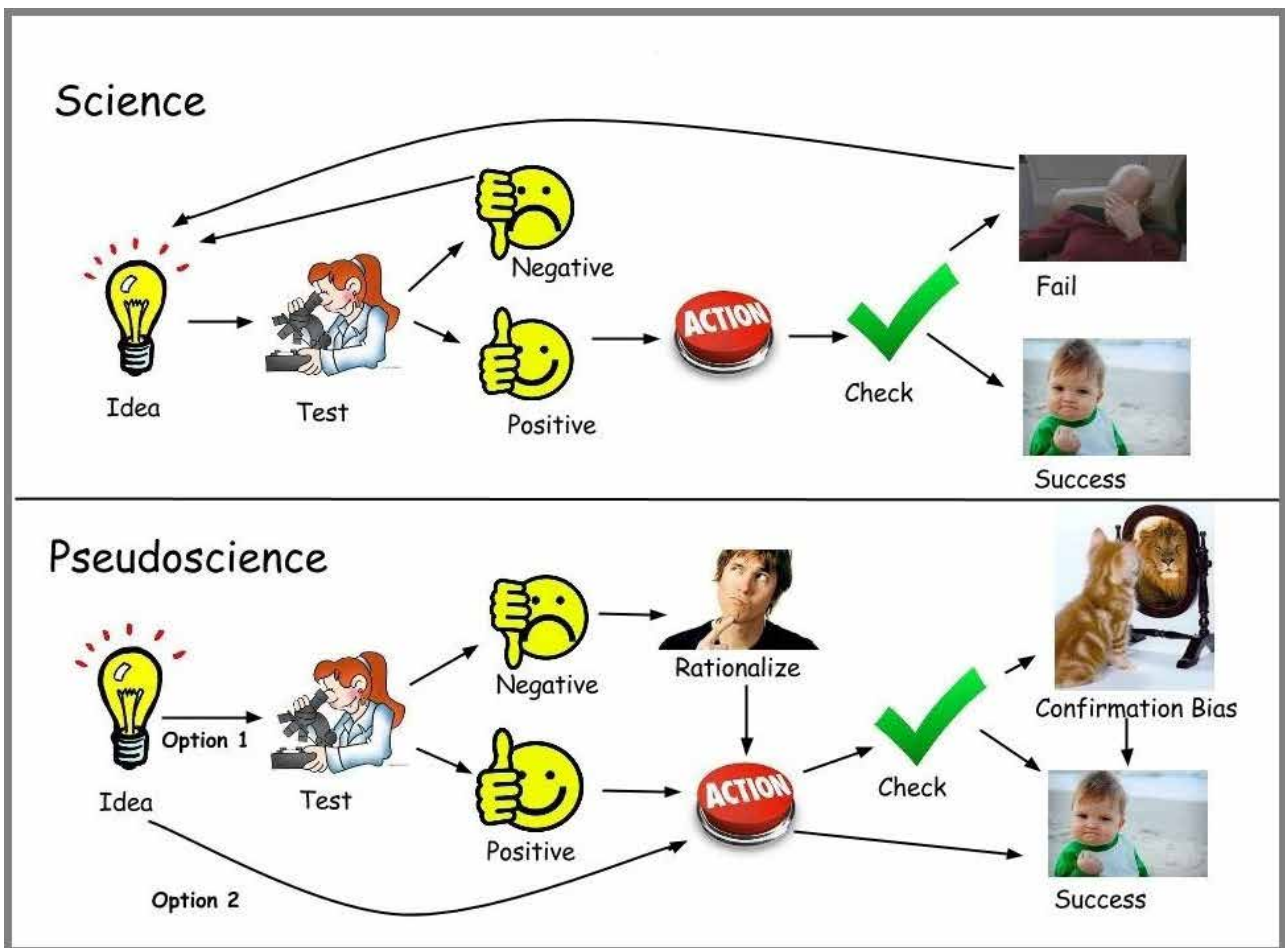 Science
Negative
Fail
ACTION
Idea
Test
Positive
Check
Success
Pseudoscience
Negative
Rationalize
Confirmation Bias
Option 1
Idea
Test
Positive
ACTION
Check
Success
Option 2